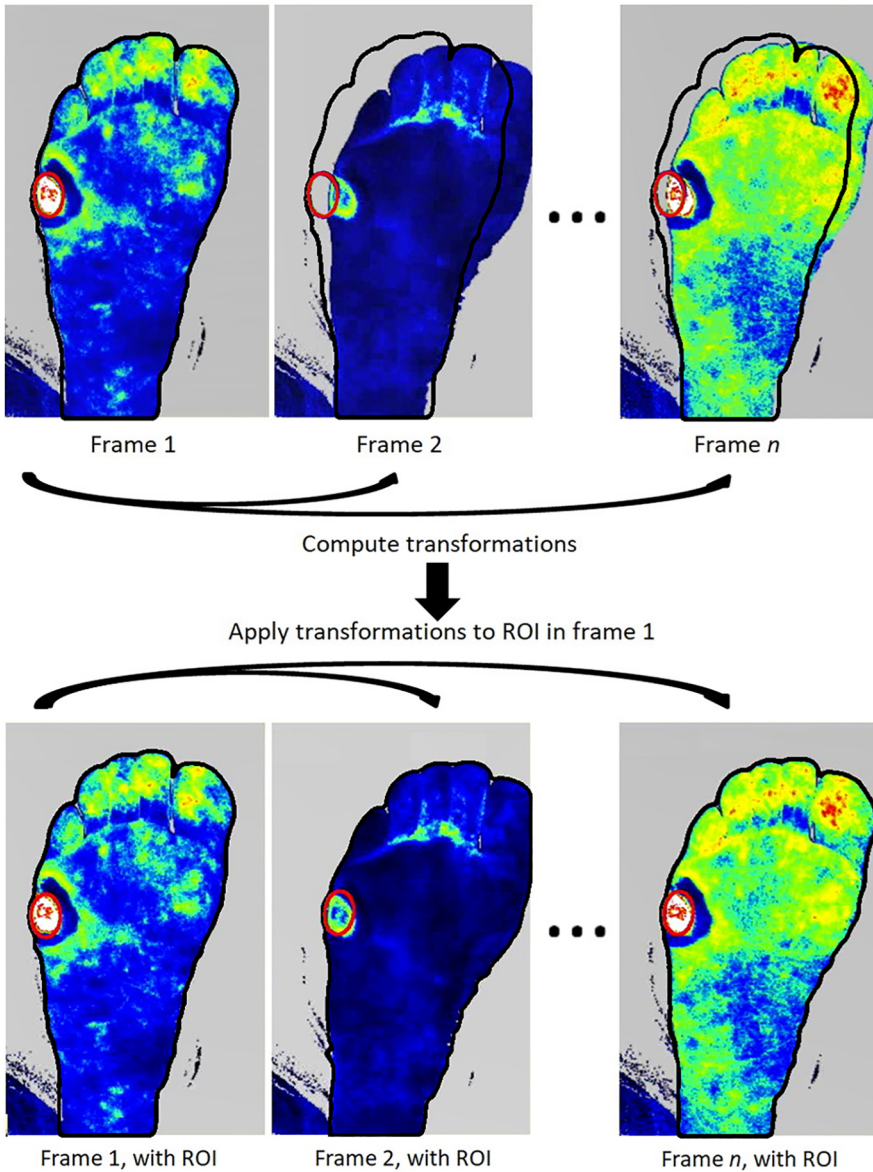 Frame 1
Frame 2
Frame n
Compute transformations
Apply transformations to ROI in frame 1
Frame 1, with ROI
Frame 2, with ROI
Frame n, with ROI